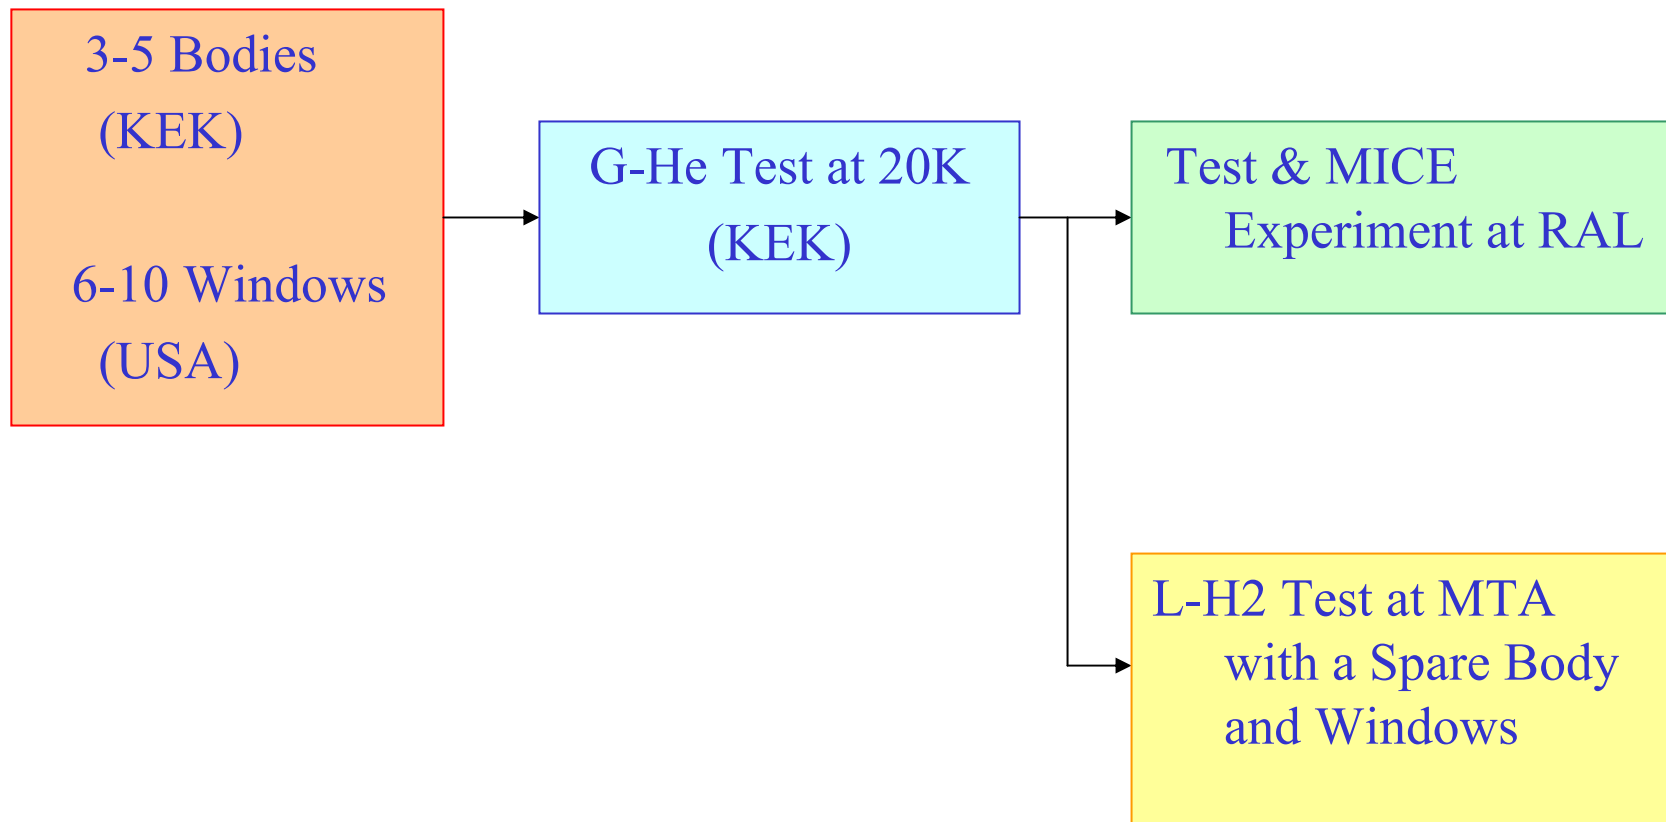 3-5 Bodies
(KEK)
6-10 Windows
(USA)
G-He Test at 20K
(KEK)
Test & MICE
Experiment at RAL
L-H2 Test at MTA
with a Spare Body
and Windows